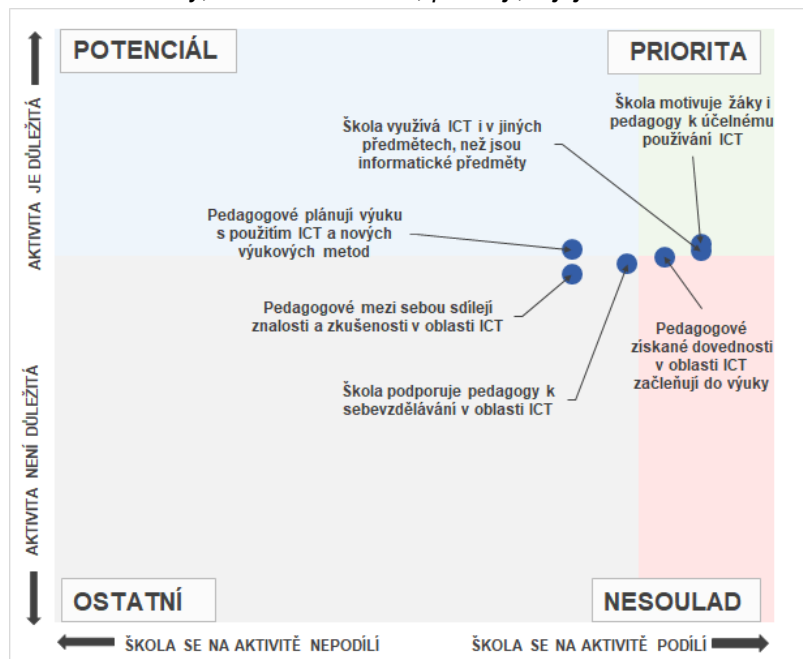 POTENCIÁL
PRIORITA
Škola motivuje žáky i
pedagogy k účelnému
používání ICT
Škola využívá ICT i v jiných
předmětech, než jsou
informatické předměty
Pedagogové plánují výuku
s použitím ICT a nových
výukových metod
Pedagogové mezi sebou sdílejí
znalosti a zkušenosti v oblasti ICT
Pedagogové
získané dovednosti
v oblasti ICT
začleňují do výuky
Škola podporuje pedagogy k
sebevzdělávání v oblasti ICT
AKTIVITA JE DŮLEŽITÁ
AKTIVITA NENÍ DŮLEŽITÁ
OSTATNÍ
NESOULAD
ŠKOLA SE NA AKTIVITĚ NEPODÍLÍ
ŠKOLA SE NA AKTIVITĚ PODÍLÍ